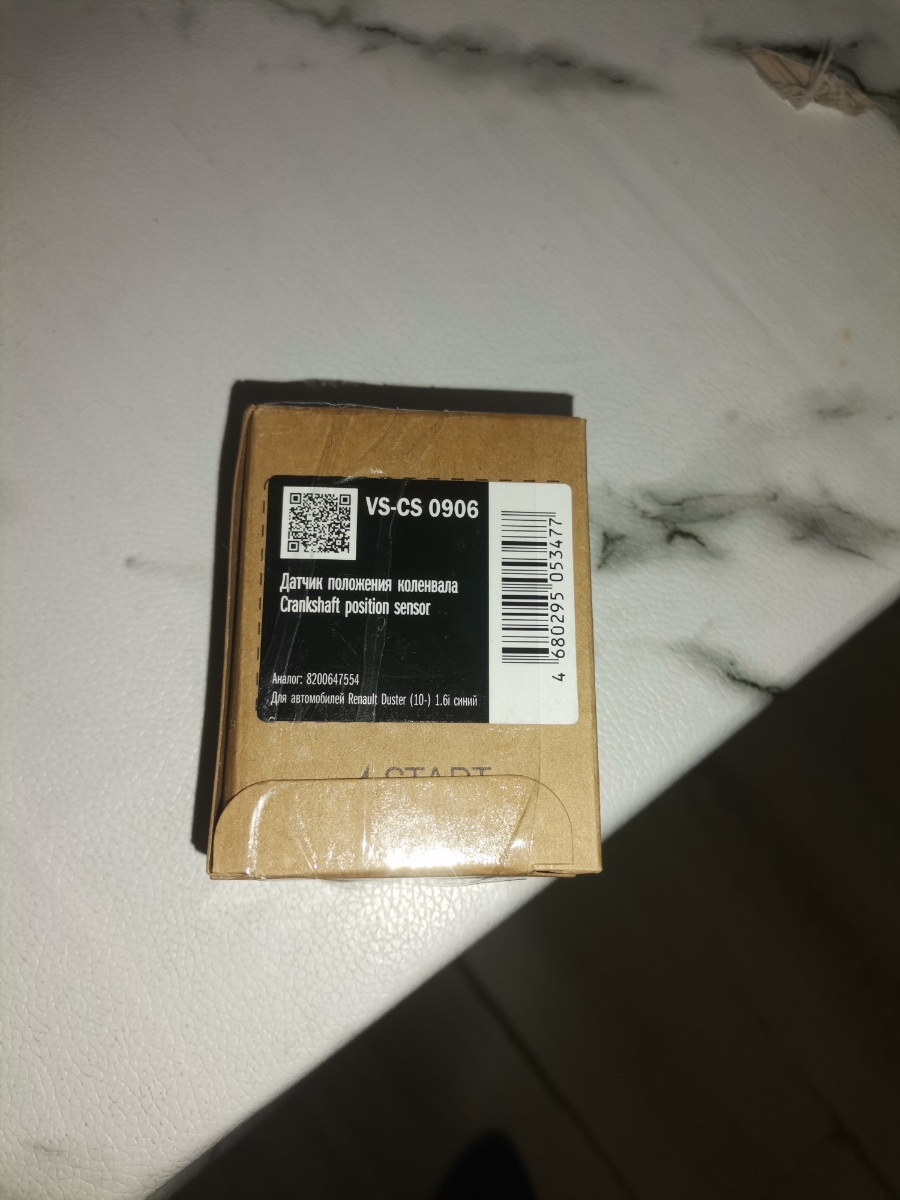 VS-CS 0906
Датчик положения коленвала
Crankshaft position sensor
Аналог: 8200647554
Для автомобилей Renault Duster (10-) 1.6i синий
4 680295 053477
START